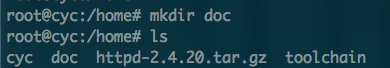 root@cyc:/home# mkdir doc
root@cyc:/home# ls
cyc  doc  httpd-2.4.20.tar.gz  toolchain